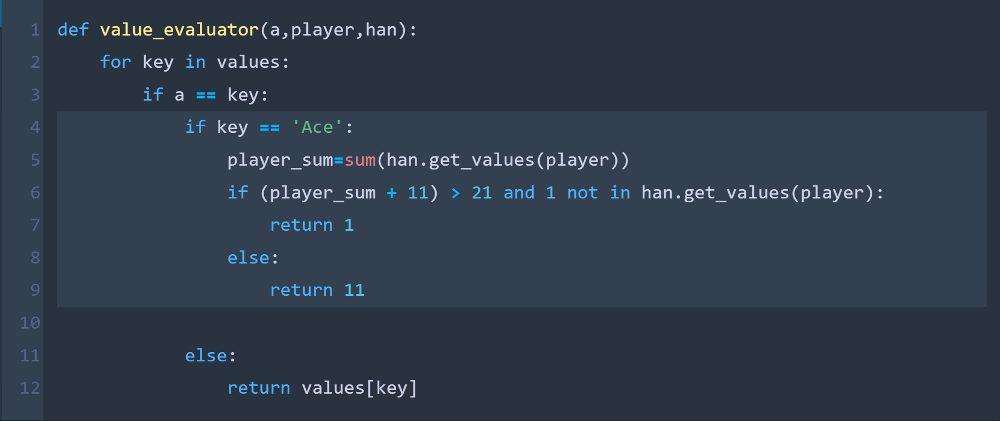 1 def value_evaluator(a,player,han):
2     for key in values:
3         if a == key:
4             if key == 'Ace':
5                 player_sum=sum(han.get_values(player))
6                 if (player_sum + 11) > 21 and 1 not in han.get_values(player):
7                     return 1
8                 else:
9                     return 11
10
11             else:
12                 return values[key]